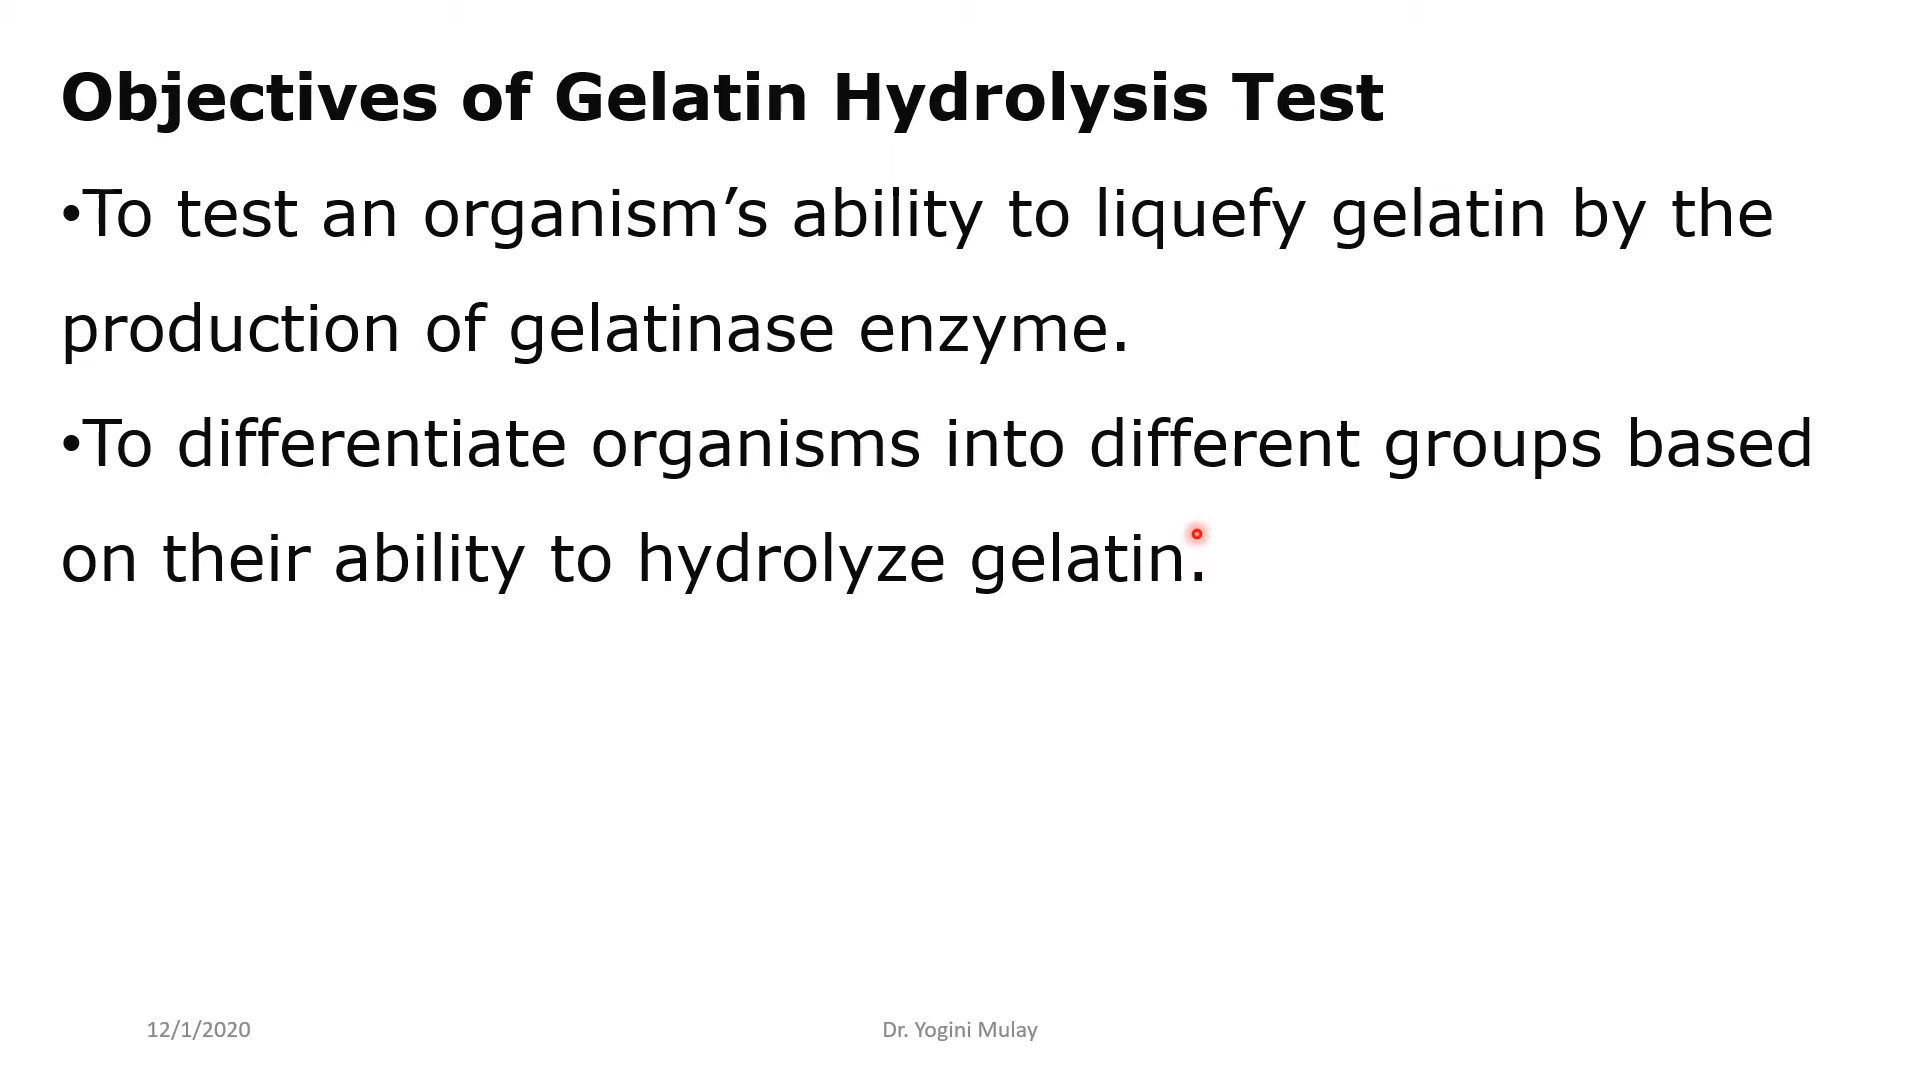 Objectives of Gelatin Hydrolysis Test
•To test an organism’s ability to liquefy gelatin by the
production of gelatinase enzyme.
•To differentiate organisms into different groups based
on their ability to hydrolyze gelatin.
12/1/2020
Dr. Yogini Mulay